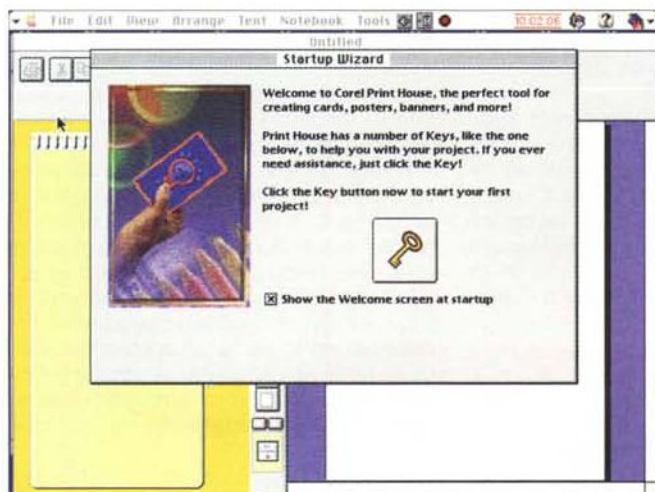 File Edit View Arrange Text Notebook Tools 10:02:06
Untitled
Startup Wizard
Welcome to Corel Print House, the perfect tool for
creating cards, posters, banners, and more!
Print House has a number of Keys, like the one
below, to help you with your project. If you ever
need assistance, just click the Key!
Click the Key button now to start your first
project!
Show the Welcome screen at startup